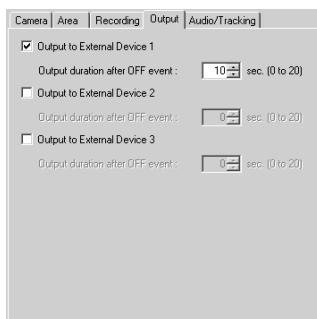 Camera Area Recording Output Audio/Tracking
Output to External Device 1
Output duration after OFF event : 10 sec. (0 to 20)
Output to External Device 2
Output duration after OFF event : 0 sec. (0 to 20)
Output to External Device 3
Output duration after OFF event : 0 sec. (0 to 20)